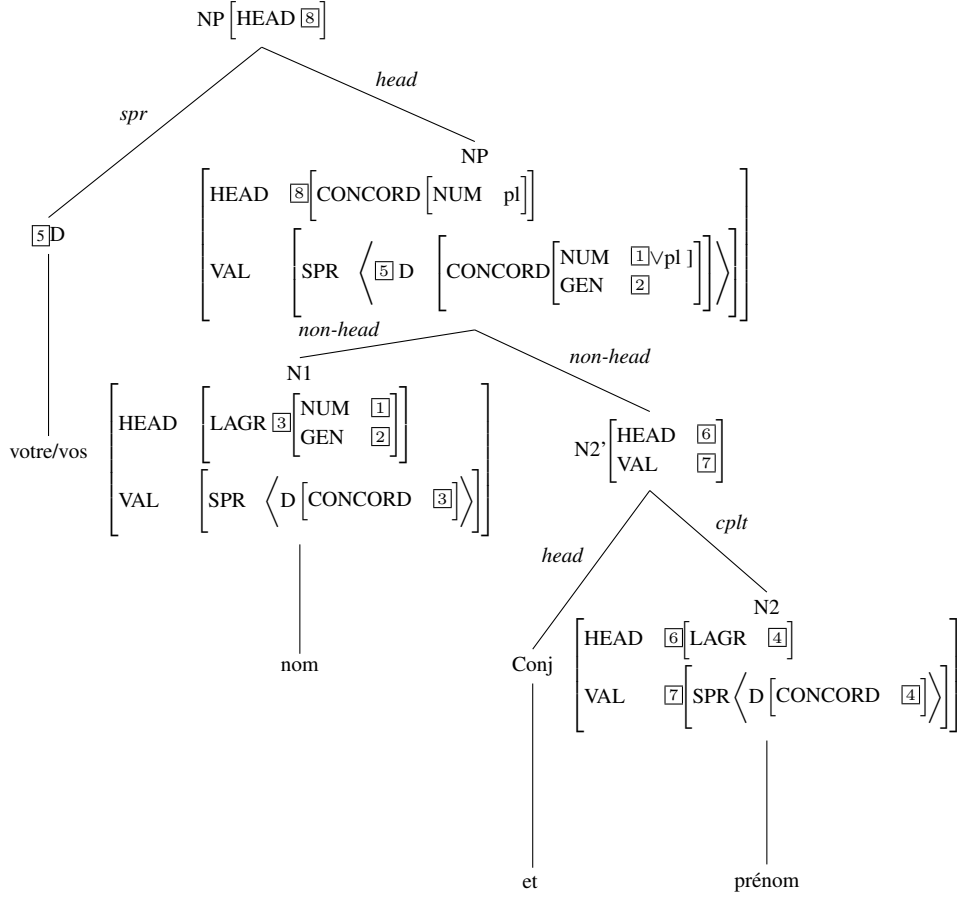 NP [HEAD 8]
head
spr
NP
HEAD 8 [CONCORD [NUM pl]]
5 D
VAL [SPR ⟨ 5 D [CONCORD [NUM 1∨pl ]
GEN 2]]⟩]
non-head
non-head
N1
HEAD [LAGR 3 [NUM 1
GEN 2]]
votre/vos
N2’ [HEAD 6
VAL 7]
VAL [SPR ⟨D [CONCORD 3]⟩]
cplt
head
N2
HEAD 6 [LAGR 4]
nom
Conj
VAL 7 [SPR ⟨D [CONCORD 4]⟩]
et
prénom